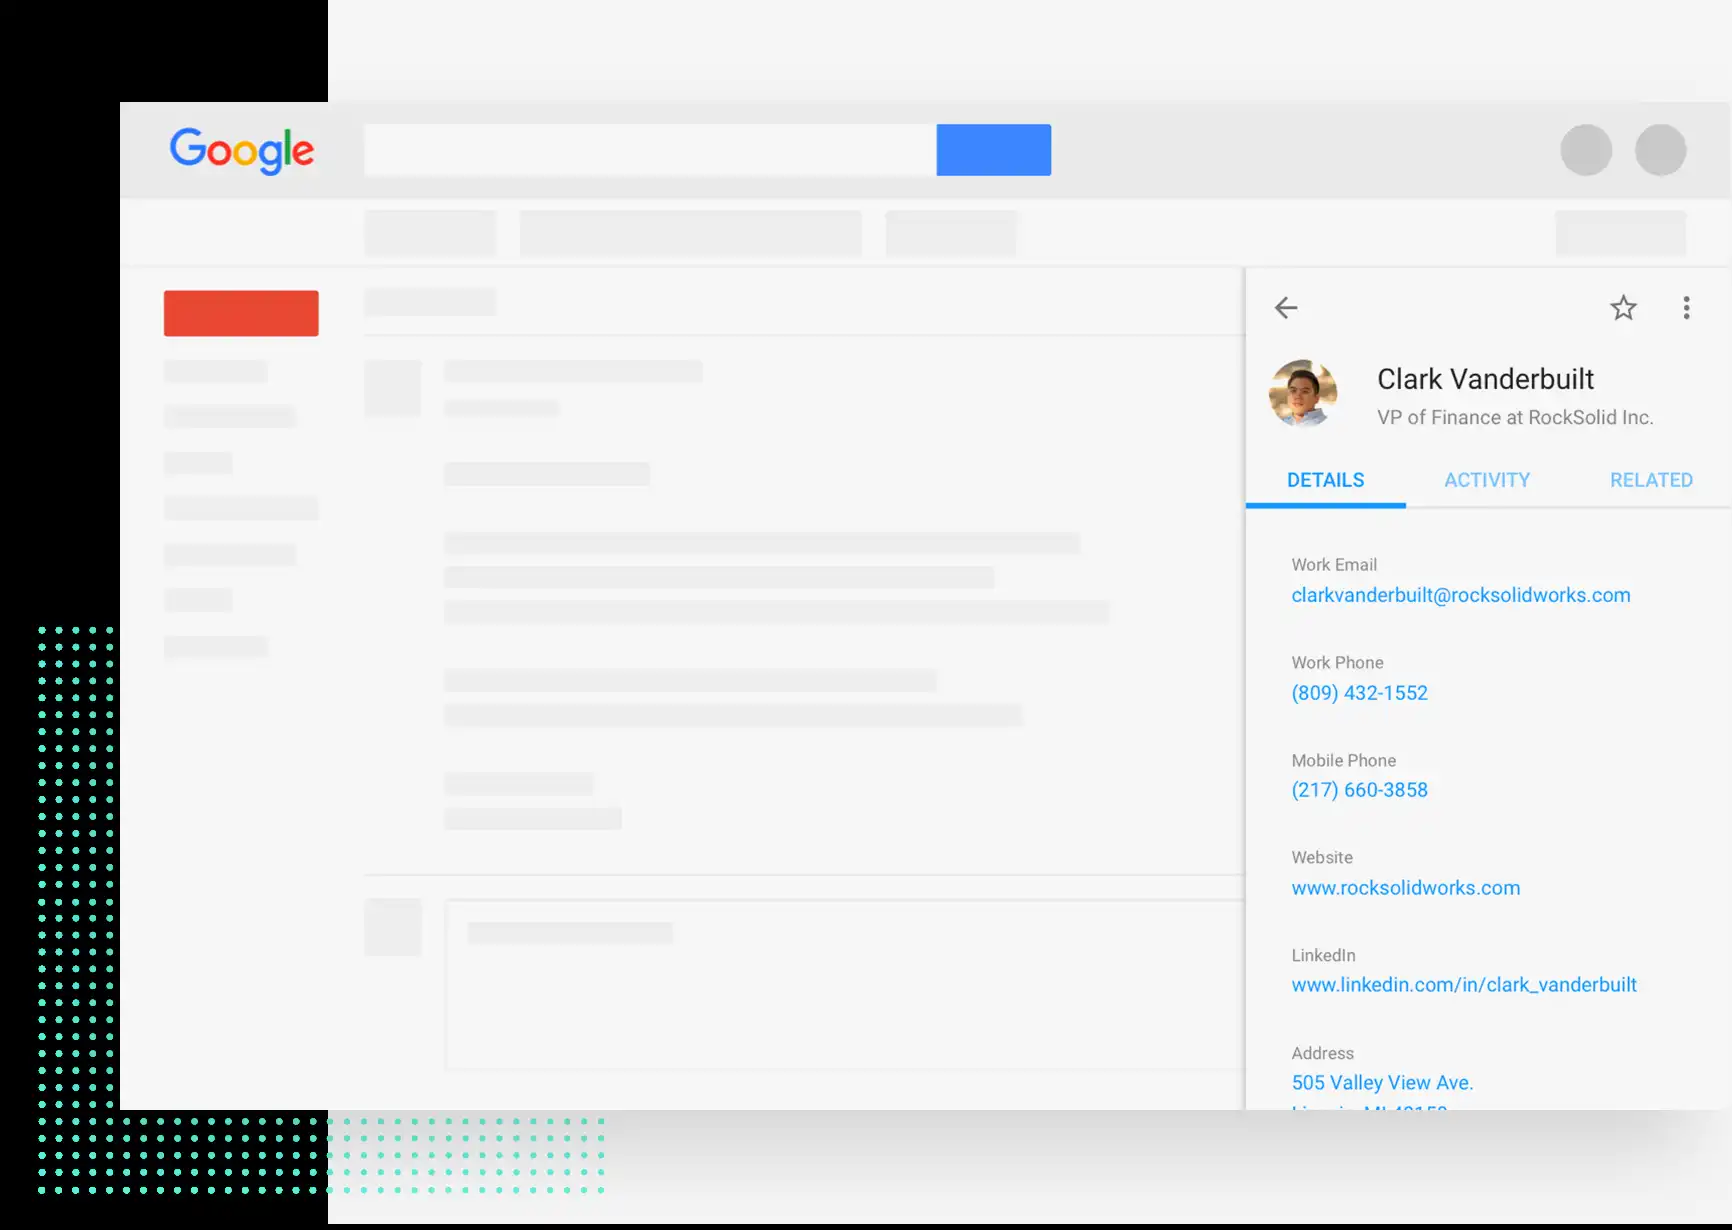 Google
Clark Vanderbuilt
VP of Finance at RockSolid Inc.
DETAILS ACTIVITY RELATED
Work Email
clarkvanderbuilt@rocksolidworks.com
Work Phone
(809) 432-1552
Mobile Phone
(217) 660-3858
Website
www.rocksolidworks.com
LinkedIn
www.linkedin.com/in/clark_vanderbuilt
Address
505 Valley View Ave.